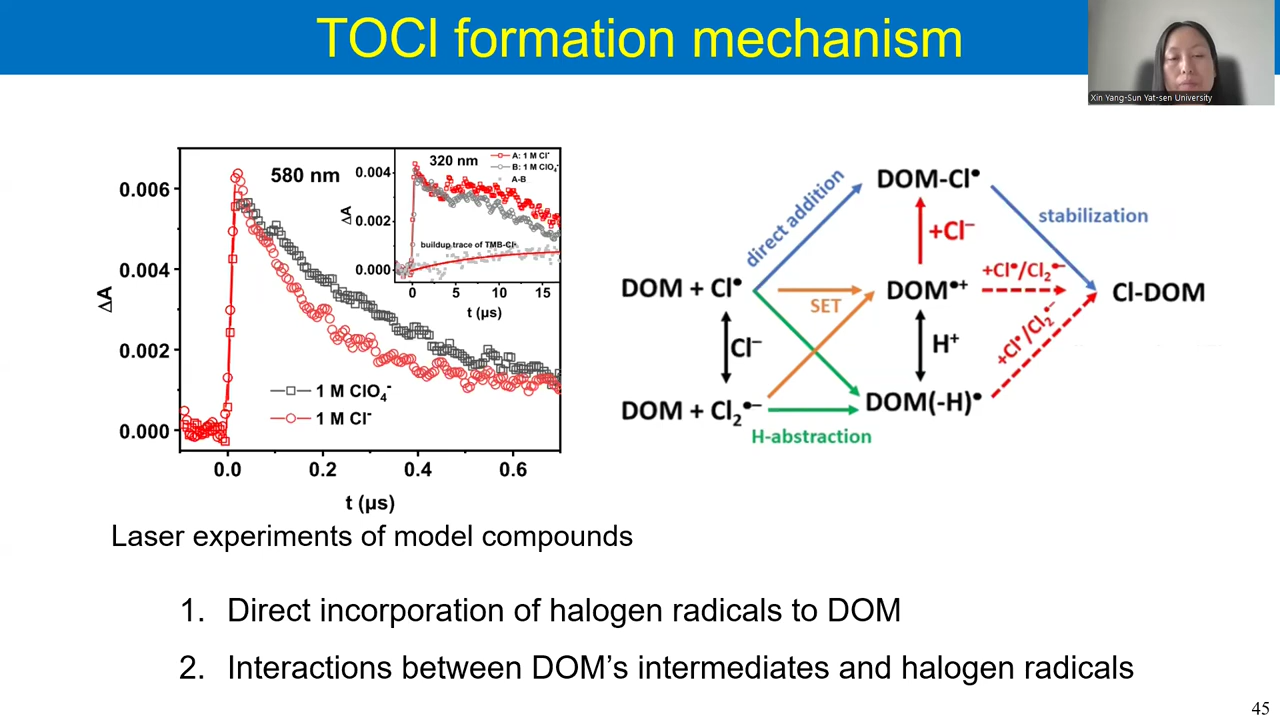 TOCl formation mechanism
Xin Yang-Sun Yat-sen University
580 nm
320 nm
A: 1 M Cl⁻
B: 1 M ClO₄⁻
A-B
0.004
0.002
0.000
ΔA
buildup trace of TMB-Cl•
0 5 10 15
t (μs)
0.006
0.004
0.002
0.000
ΔA
1 M ClO₄⁻
1 M Cl⁻
0.0 0.2 0.4 0.6
t (μs)
Laser experiments of model compounds
DOM-Cl•
direct addition
stabilization
+Cl⁻
DOM + Cl•
SET
DOM•⁺
+Cl•/Cl₂•⁻
Cl-DOM
Cl⁻
H⁺
+Cl•/Cl₂•⁻
DOM + Cl₂•⁻
DOM(-H)•
H-abstraction
1. Direct incorporation of halogen radicals to DOM
2. Interactions between DOM's intermediates and halogen radicals
45